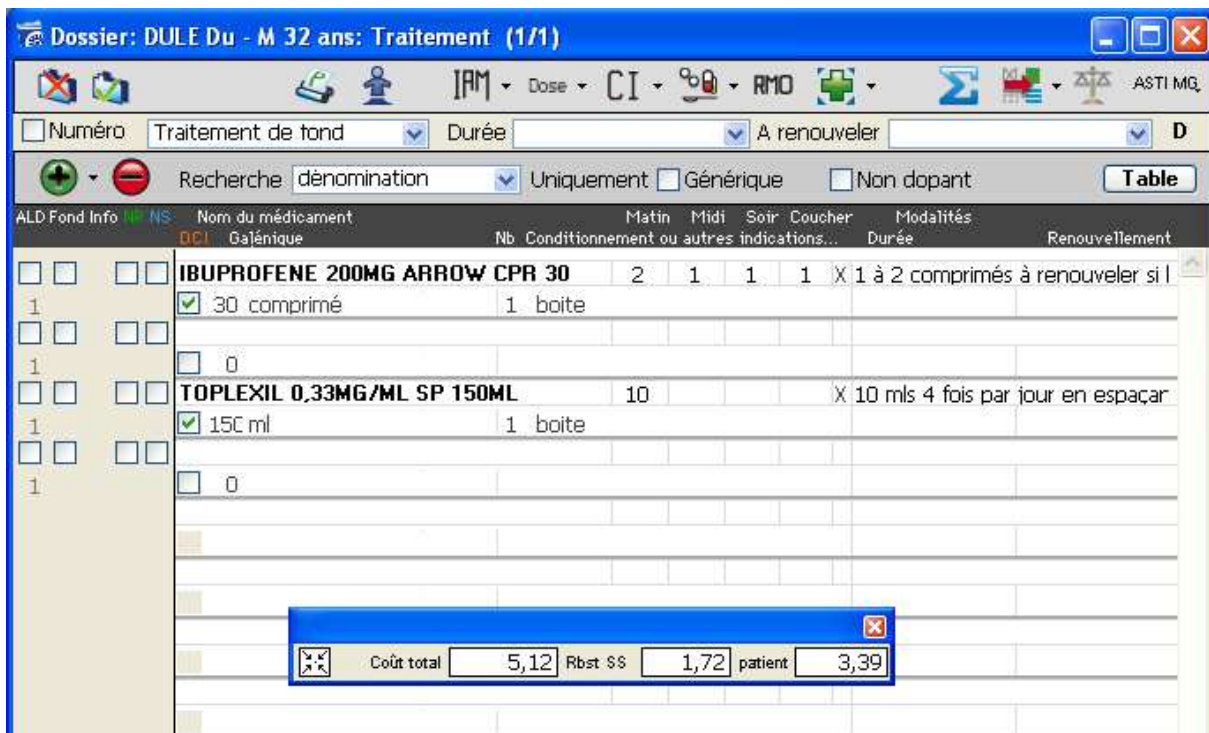 Dossier: DULE Du - M 32 ans: Traitement (1/1)
IAM Dose CI RMO ASTI MG
Numéro Traitement de fond Durée A renouveler D
Recherche dénomination Uniquement Générique Non dopant Table
ALD Fond Info NP NS Nom du médicament Matin Midi Soir Coucher Modalités
DCI Galénique Nb Conditionnement ou autres indications... Durée Renouvellement
IBUPROFENE 200MG ARROW CPR 30 2 1 1 1 X 1 à 2 comprimés à renouveler si l
1 30 comprimé 1 boite
1 0
TOPLEXIL 0,33MG/ML SP 150ML 10 X 10 mls 4 fois par jour en espaçan
1 150 ml 1 boite
1 0
Coût total 5,12 Rbst SS 1,72 patient 3,39